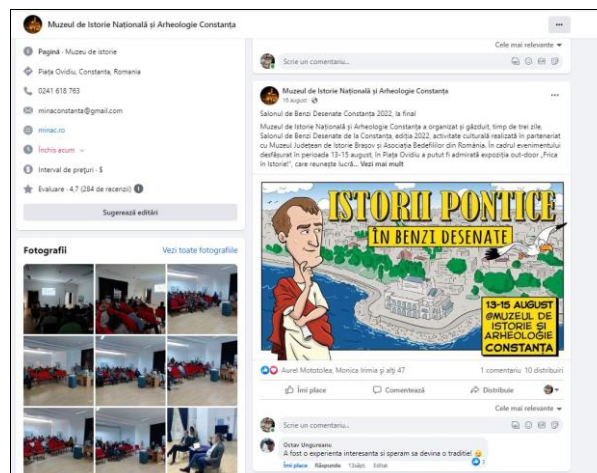 Muzeul de Istorie Națională și Arheologie Constanța
Pagină · Muzeu de istorie
Piața Ovidiu, Constanta, Romania
0241 618 763
minaconstanta@gmail.com
minac.ro
Închis acum
Interval de prețuri · $
Evaluare · 4,7 (284 de recenzii)
Sugerează editări
Fotografii
Vezi toate fotografiile
Cele mai relevante
Scrie un comentariu...
Muzeul de Istorie Națională și Arheologie Constanța
16 august
Salonul de Benzi Desenate Constanța 2022, la final
Muzeul de Istorie Națională și Arheologie Constanța a organizat și găzduit, timp de trei zile,
Salonul de Benzi Desenate de la Constanța, ediția 2022, activitate culturală realizată în parteneriat
cu Muzeul Județean de Istorie Brașov și Asociația Bedefiliilor din România. În cadrul evenimentului
desfășurat în perioada 13-15 august, în Piața Ovidiu a putut fi admirată expoziția out-door „Frica
în Istorie!”, care reunește lucră... Vezi mai mult
ISTORII PONTICE
ÎN BENZI DESENATE
13-15 AUGUST
@MUZEUL DE
ISTORIE ȘI
ARHEOLOGIE
CONSTANȚA
Aurel Mototolea, Monica Irimia și alți 47
1 comentariu 10 distribuiri
Îmi place
Comentează
Distribuie
Cele mai relevante
Scrie un comentariu...
Octav Ungureanu
A fost o experienta interesanta si speram sa devina o traditie!
Îmi place Răspunde 13săpt. Editat